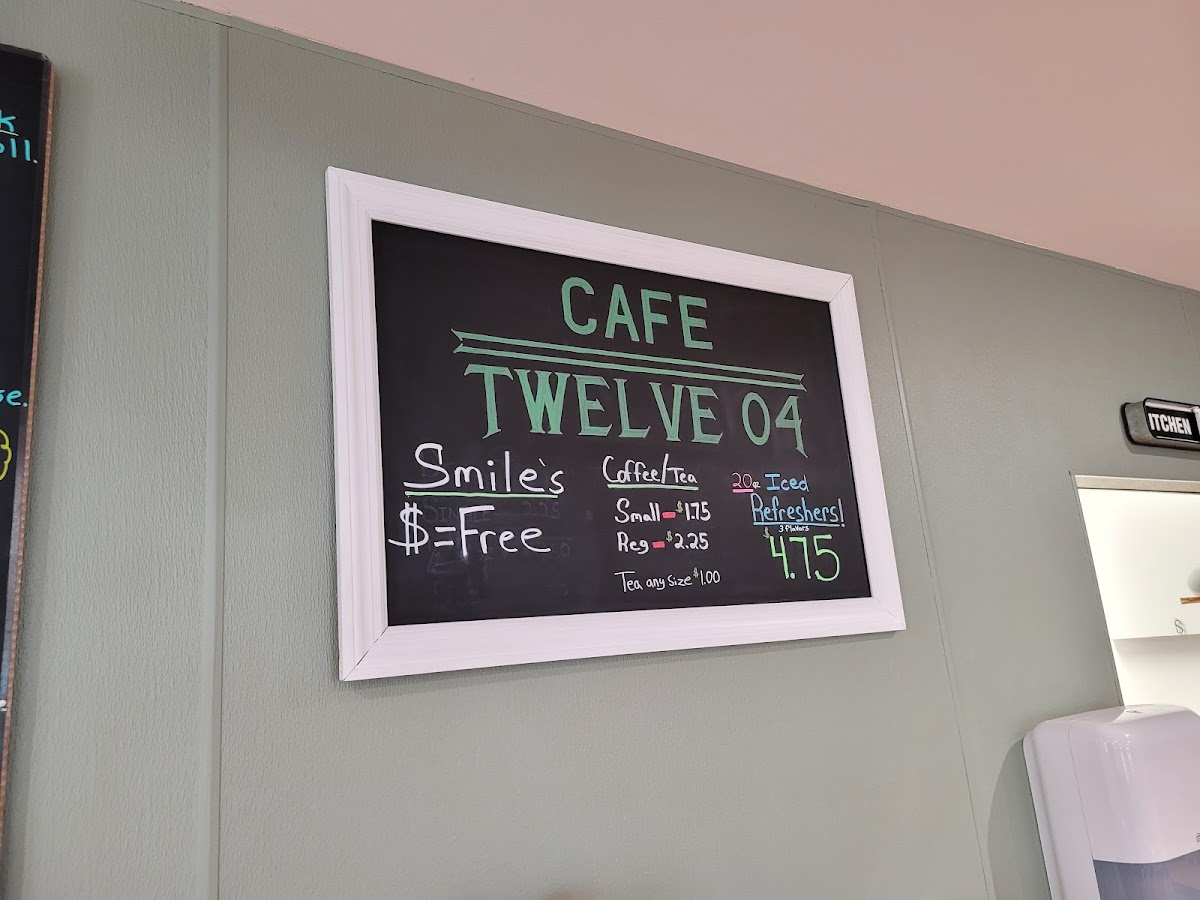 CAFE
TWELVE 04
Smile's
$=Free
Coffee/Tea
Small - $1.75
Reg - $2.25
Tea any size $1.00
20oz Iced
Refreshers!
3 flavors
$4.75
ITCHEN
se.